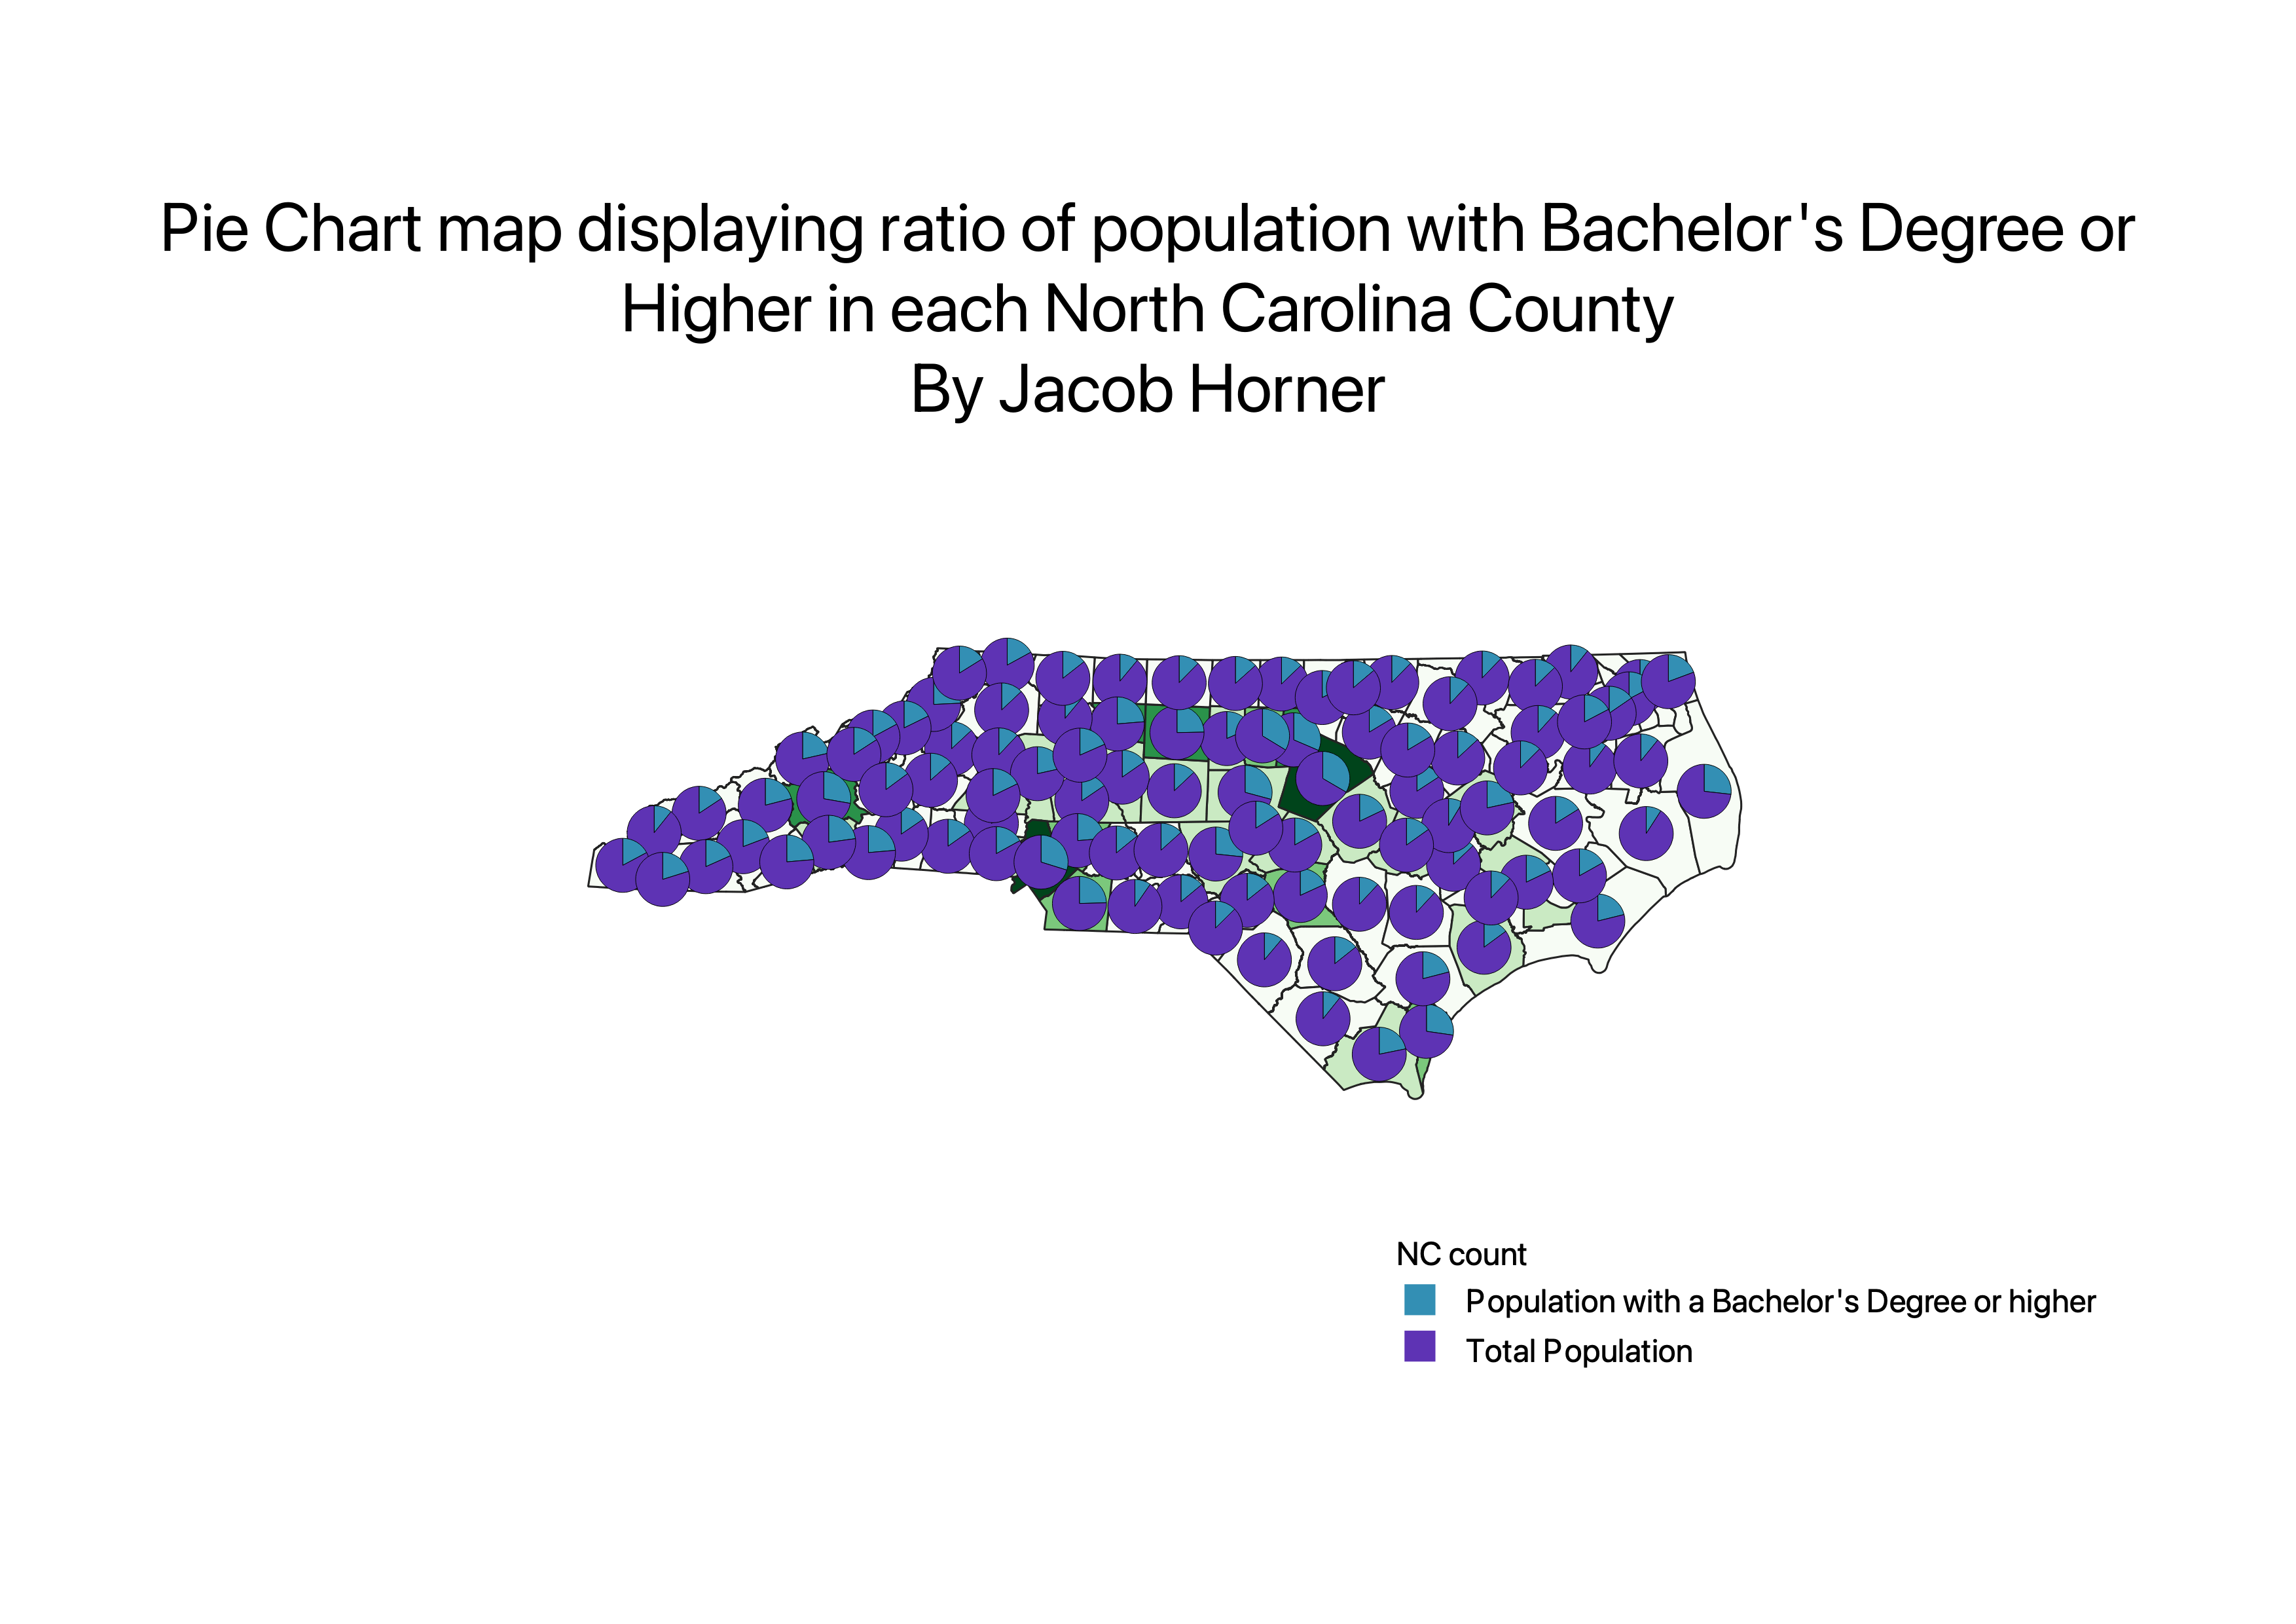 Pie Chart map displaying ratio of population with Bachelor's Degree or
Higher in each North Carolina County
By Jacob Horner
NC count
Population with a Bachelor's Degree or higher
Total Population